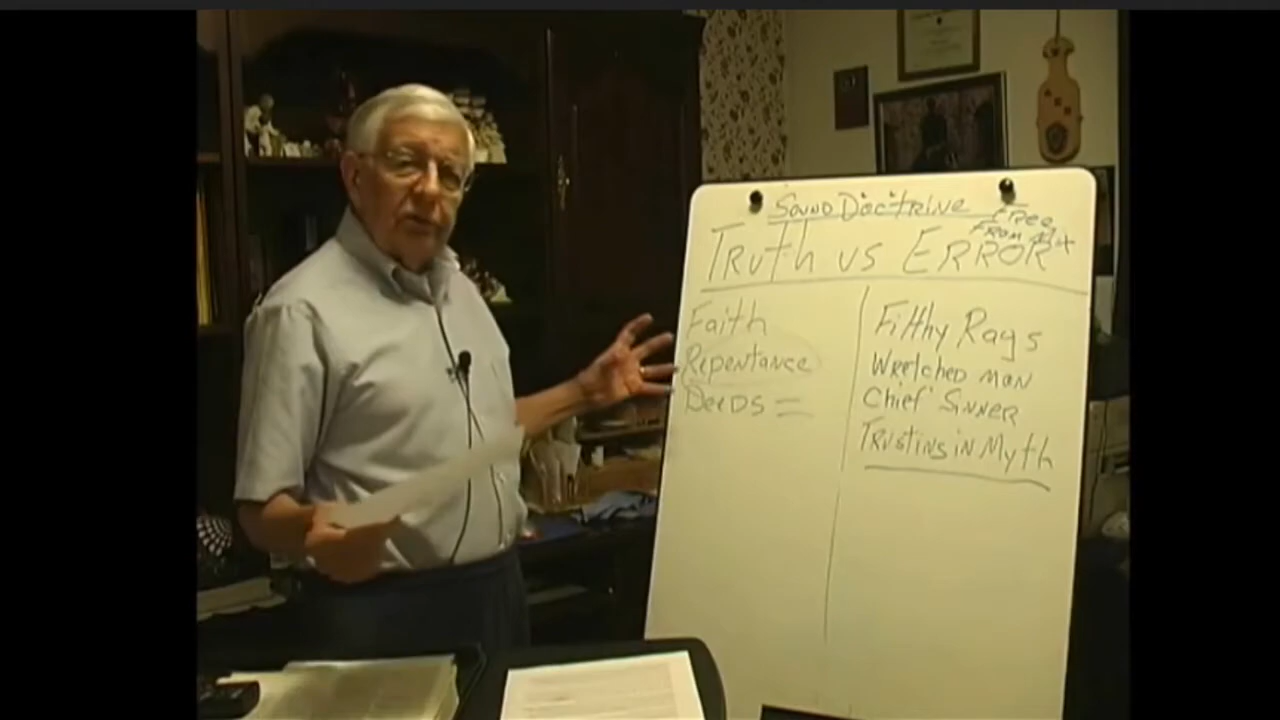 Sound Doctrine
Free
From
Truth vs Error
Faith
Repentance
Deeds =
Filthy Rags
Wretched man
Chief Sinner
Trusting in Myth